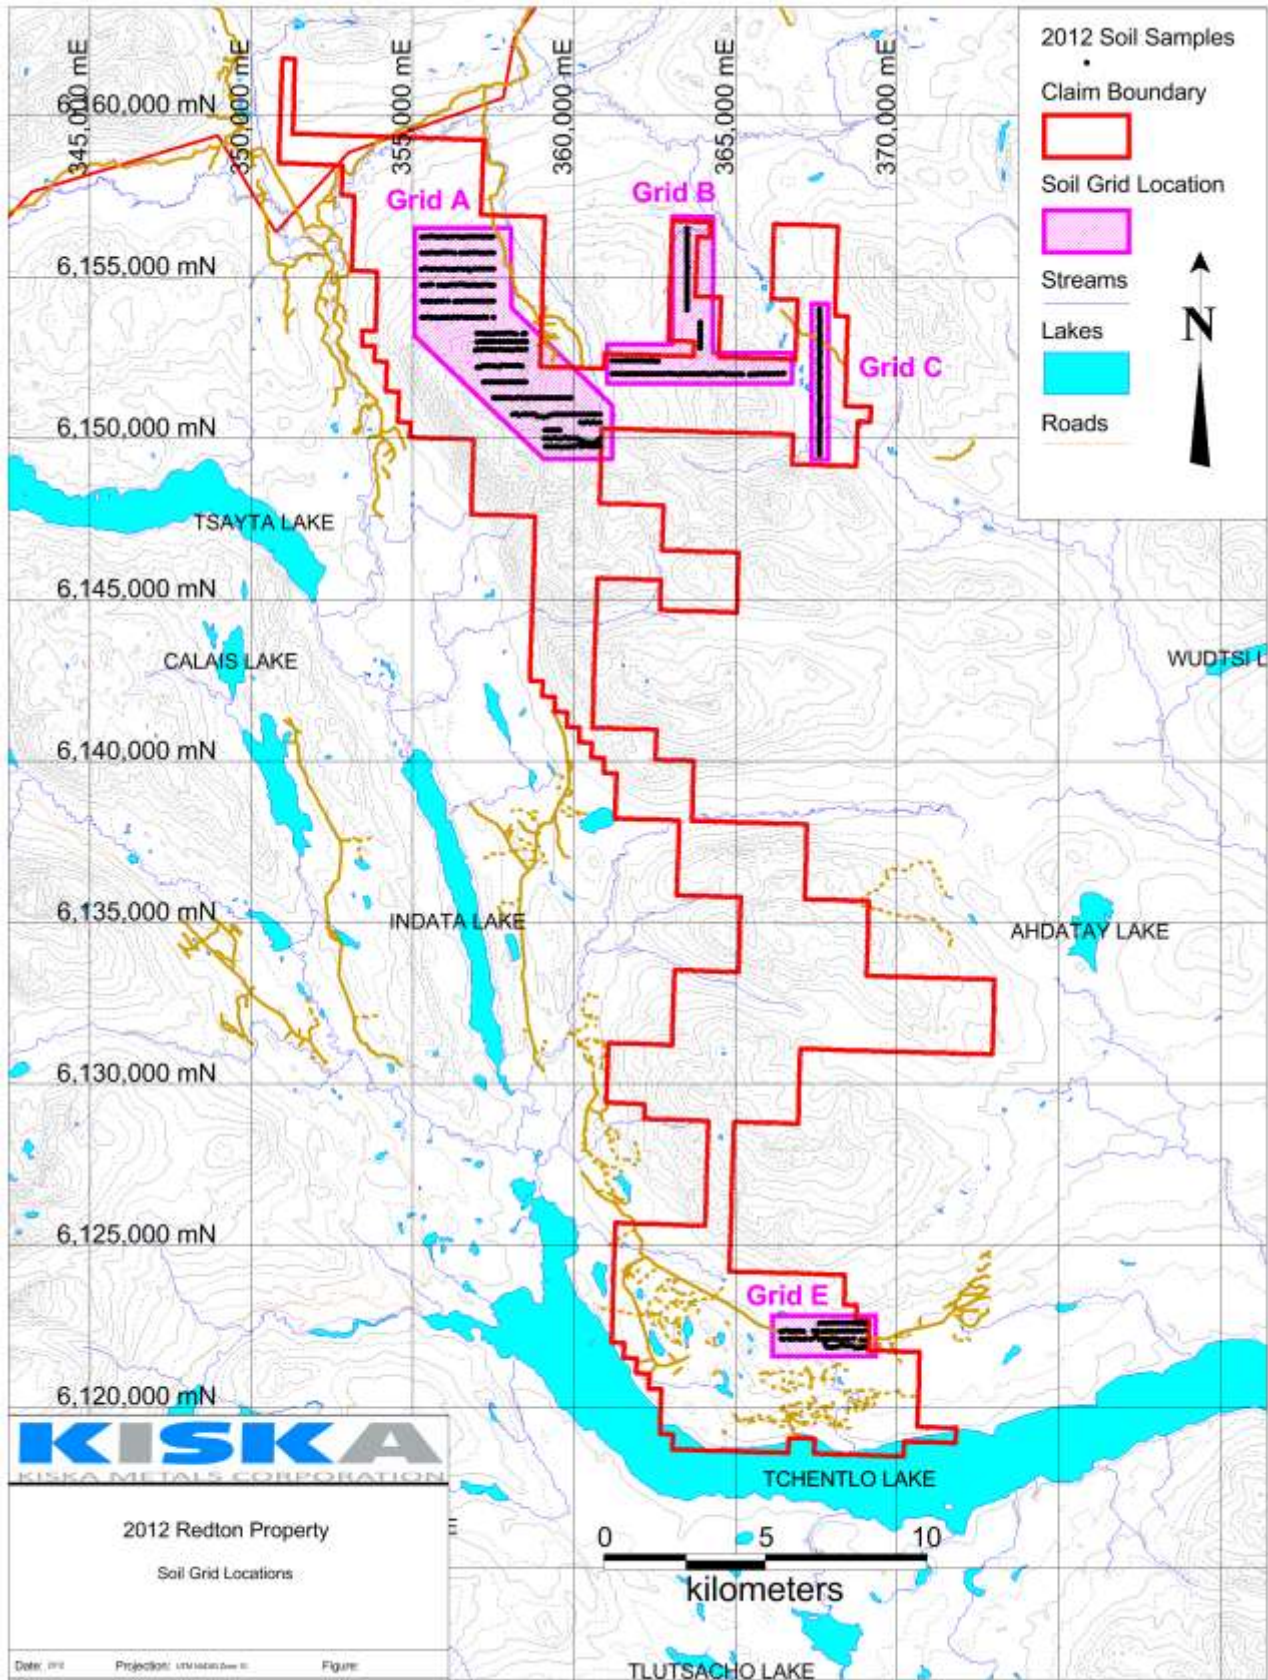 345,000 mE
350,000 mE
355,000 mE
360,000 mE
365,000 mE
370,000 mE
6,160,000 mN
6,155,000 mN
6,150,000 mN
6,145,000 mN
6,140,000 mN
6,135,000 mN
6,130,000 mN
6,125,000 mN
6,120,000 mN
2012 Soil Samples
Claim Boundary
Soil Grid Location
Streams
Lakes
Roads
N
Grid A
Grid B
Grid C
TSAYTA LAKE
CALAIS LAKE
WUDTSI L
INDATA LAKE
AHDATAY LAKE
Grid E
TCHENTLO LAKE
0 5 10
kilometers
TLUTSACHO LAKE
KISKA
KISKA METALS CORPORATION
E
2012 Redton Property
Soil Grid Locations
Date: 2012 Projection: Figure: